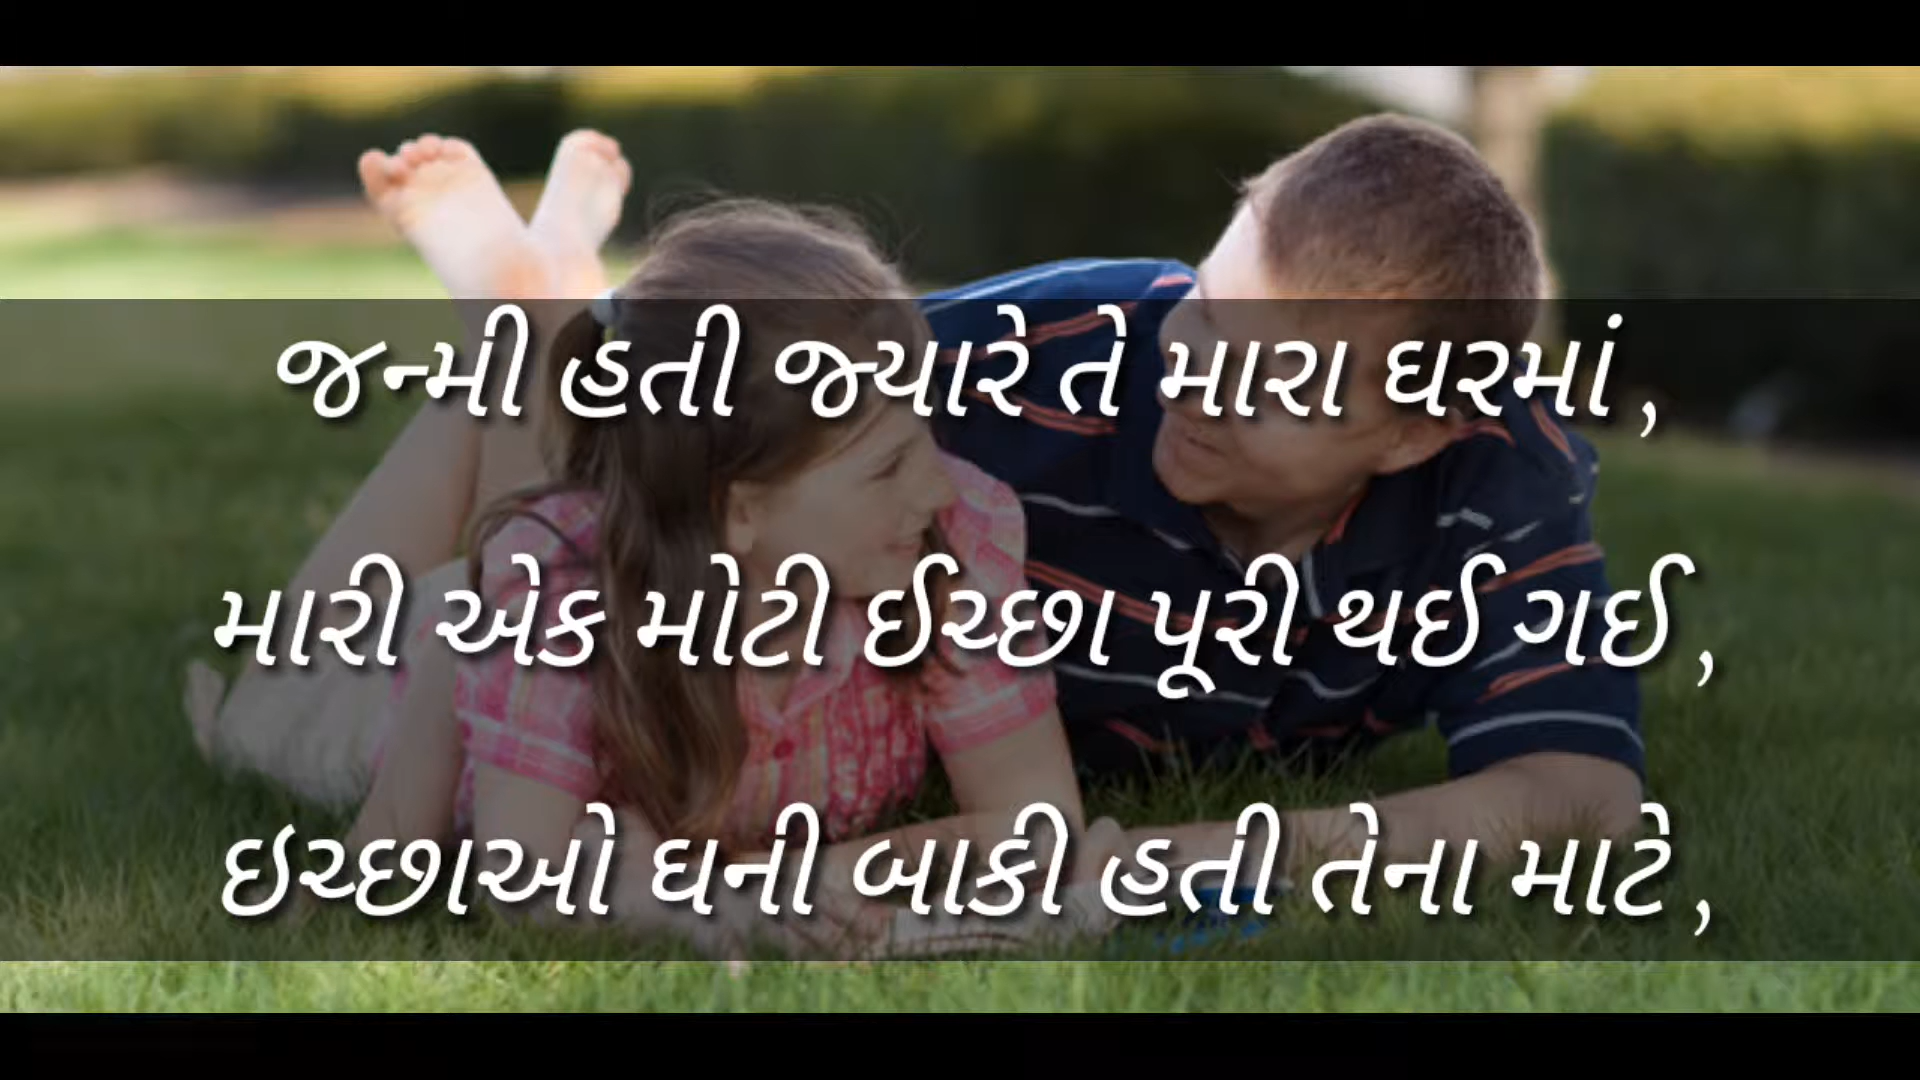 જન્મી હતી જ્યારે તે મારા ઘરમાં ,
મારી એક મોટી ઈચ્છા પૂરી થઈ ગઈ ,
ઇચ્છાઓ ઘની બાકી હતી તેના માટે ,